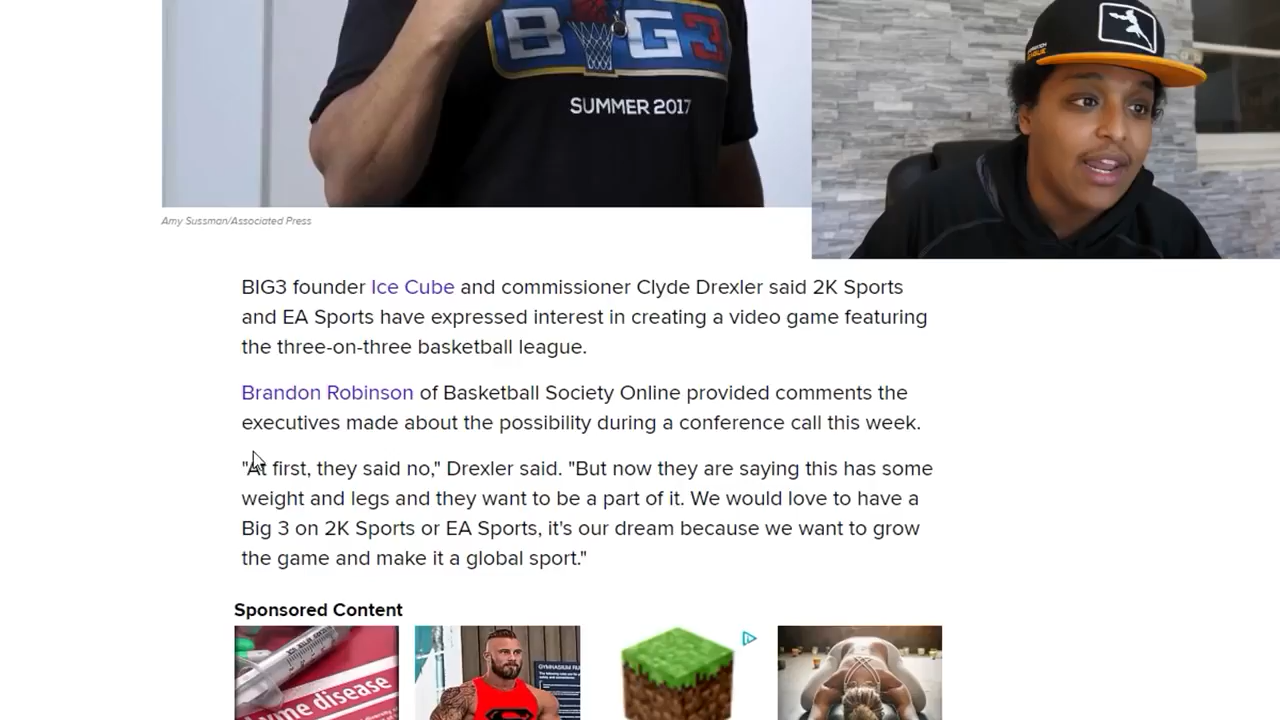 BIG3
SUMMER 2017
Amy Sussman/Associated Press
BIG3 founder Ice Cube and commissioner Clyde Drexler said 2K Sports
and EA Sports have expressed interest in creating a video game featuring
the three-on-three basketball league.
Brandon Robinson of Basketball Society Online provided comments the
executives made about the possibility during a conference call this week.
"At first, they said no," Drexler said. "But now they are saying this has some
weight and legs and they want to be a part of it. We would love to have a
Big 3 on 2K Sports or EA Sports, it's our dream because we want to grow
the game and make it a global sport."
Sponsored Content
disease